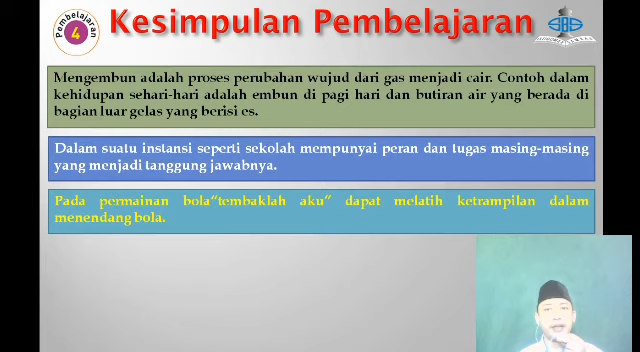 Pembelajaran
4
Kesimpulan Pembelajaran
Mengembun adalah proses perubahan wujud dari gas menjadi cair. Contoh dalam
kehidupan sehari-hari adalah embun di pagi hari dan butiran air yang berada di
bagian luar gelas yang berisi es.
Dalam suatu instansi seperti sekolah mempunyai peran dan tugas masing-masing
yang menjadi tanggung jawabnya.
Pada permainan bola“tembaklah aku” dapat melatih ketrampilan dalam
menendang bola.